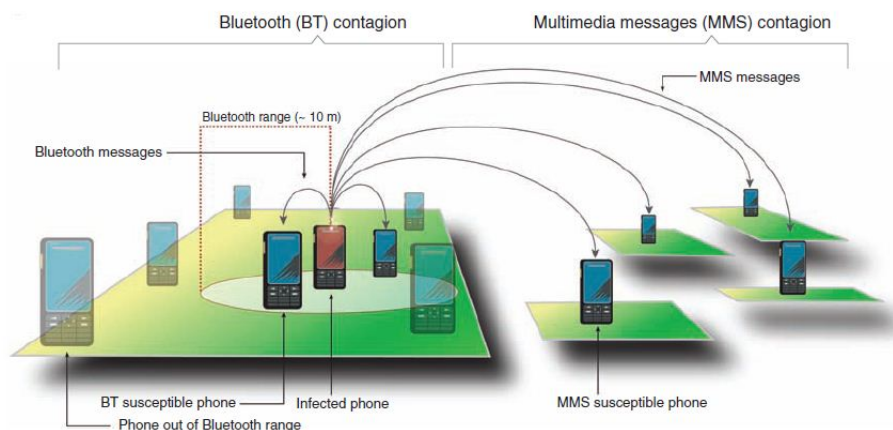 Bluetooth (BT) contagion
Multimedia messages (MMS) contagion
MMS messages
Bluetooth range (~ 10 m)
Bluetooth messages
BT susceptible phone
Infected phone
MMS susceptible phone
Phone out of Bluetooth range